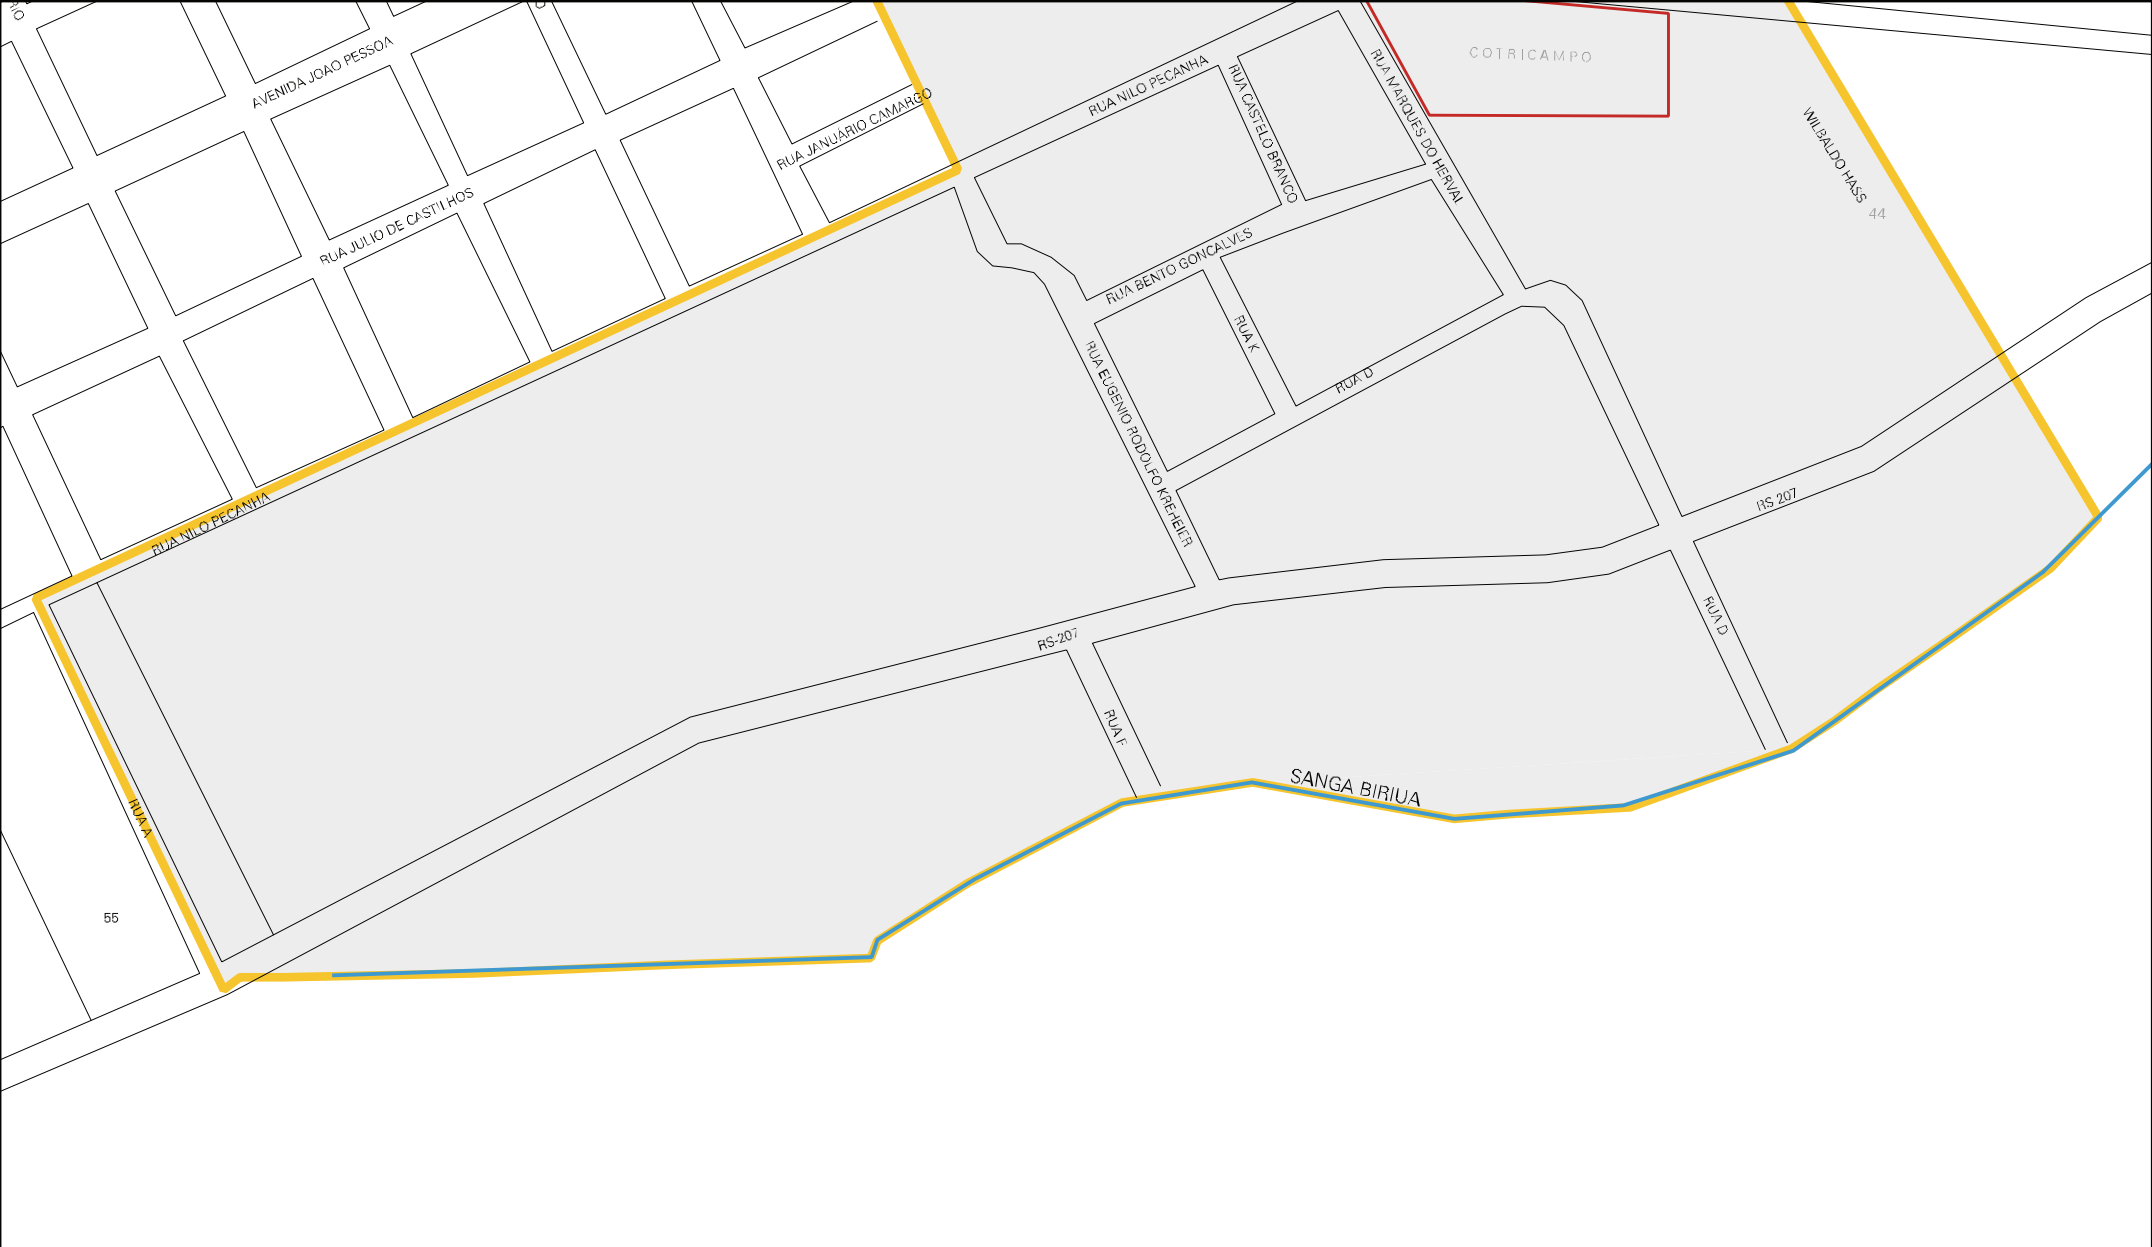 AVENIDA JOAO PESSOA
RUA JULIO DE CASTILHOS
RUA JANUÁRIO CAMARGO
RUA NILO PECANHA
RUA CASTELO BRANCO
RUA MARQUES DO HERVAL
COTRICAMPO
WILBALDO HASS
44
RUA BENTO GONCALVES
RUA K
RUA D
RUA EUGENIO RODOLFO KREHEIER
RUA NILO PECANHA
RS 207
RS-207
RUA D
RUA F
SANGA BIRIUA
RUA A
55